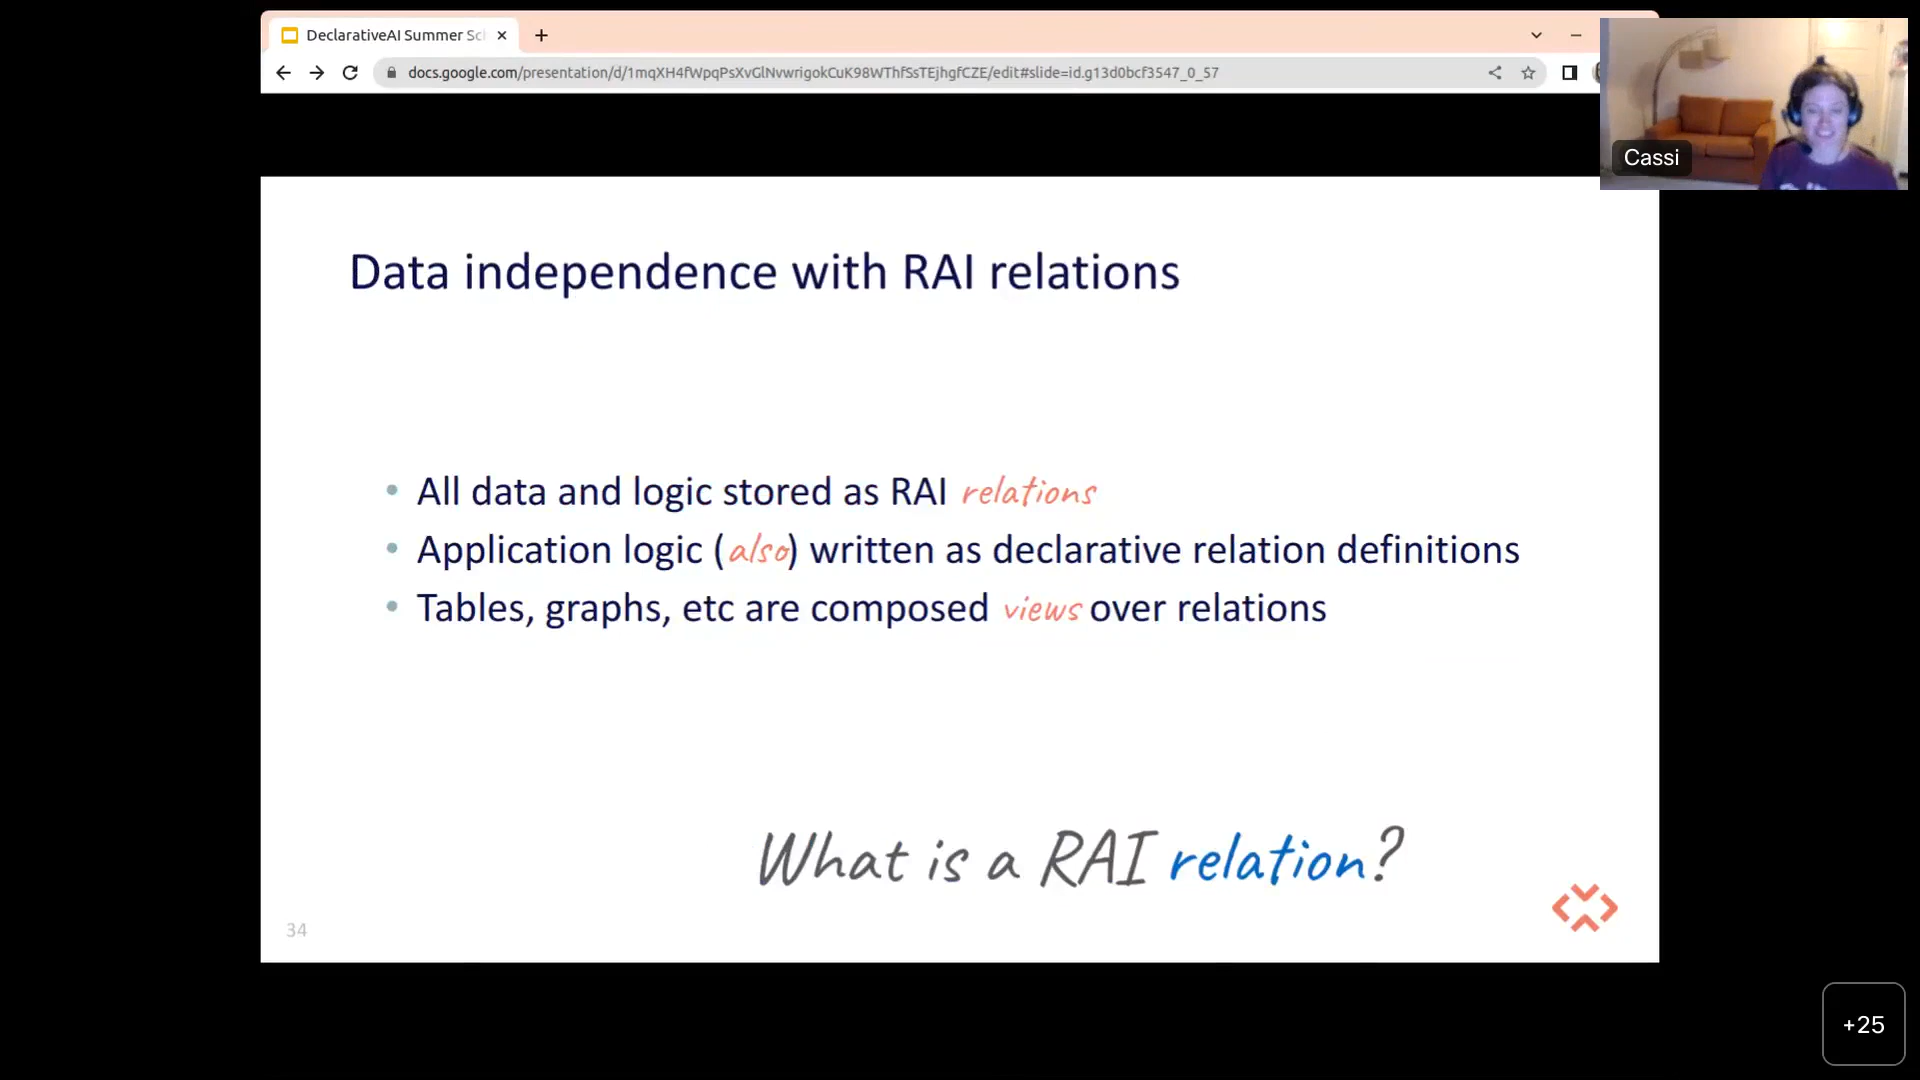 DeclarativeAI Summer Sc
docs.google.com/presentation/d/1mqXH4fWpqPsXvGlNvwrigokCuK98WThfSsTEjhgfCZE/edit#slide=id.g13d0bcf3547_0_57
Cassi
Data independence with RAI relations
• All data and logic stored as RAI relations
• Application logic (also) written as declarative relation definitions
• Tables, graphs, etc are composed views over relations
What is a RAI relation?
34
+25